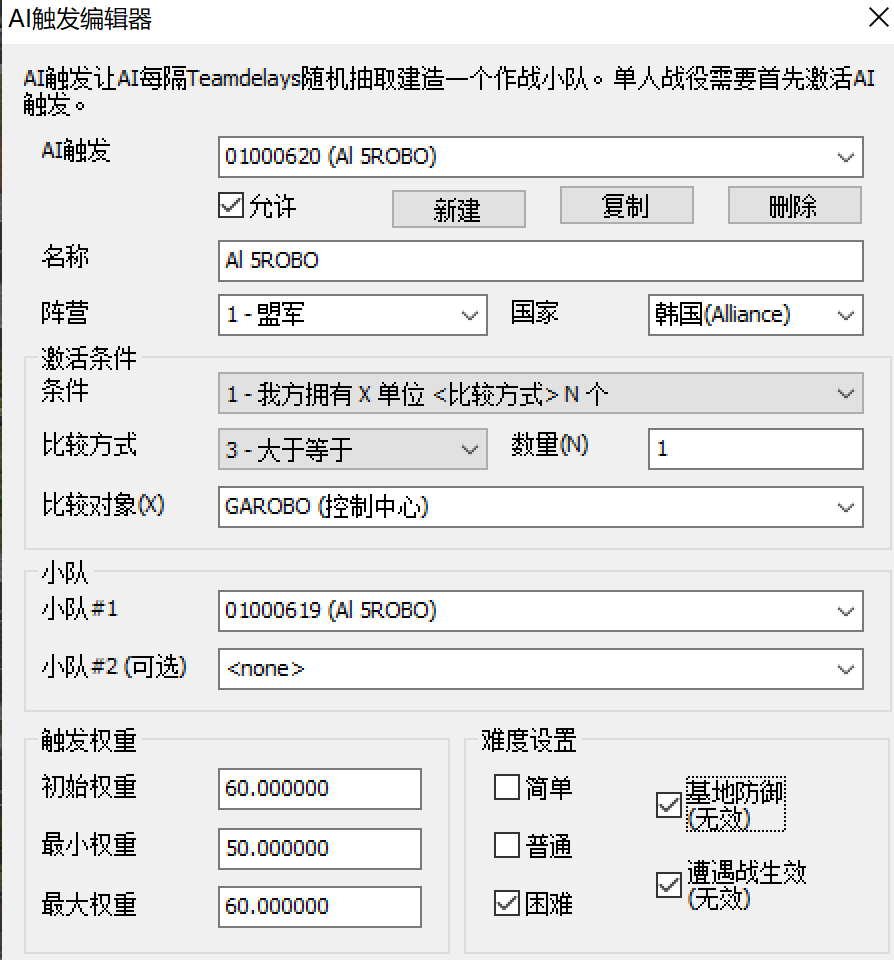 AI触发编辑器
AI触发让AI每隔Teamdelays随机抽取建造一个作战小队。单人战役需要首先激活AI
触发。
AI触发
01000620 (Al 5ROBO)
允许
新建
复制
删除
名称
Al 5ROBO
阵营
1 - 盟军
国家
韩国(Alliance)
激活条件
条件
1 - 我方拥有 X 单位 <比较方式> N 个
比较方式
3 - 大于等于
数量(N)
1
比较对象(X)
GAROBO (控制中心)
小队
小队#1
01000619 (Al 5ROBO)
小队#2 (可选)
<none>
触发权重
初始权重
60.000000
最小权重
50.000000
最大权重
60.000000
难度设置
简单
普通
困难
基地防御
(无效)
遭遇战生效
(无效)